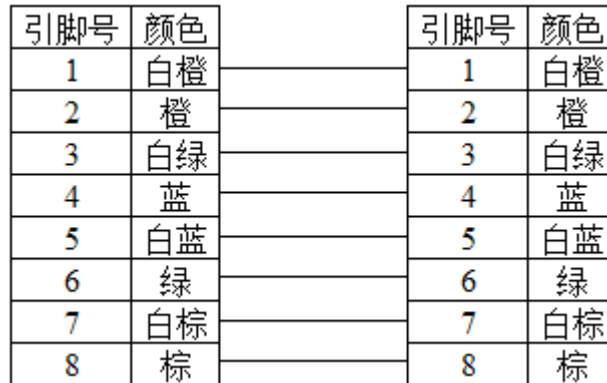 引脚号 颜色 引脚号 颜色
1 白橙 1 白橙
2 橙 2 橙
3 白绿 3 白绿
4 蓝 4 蓝
5 白蓝 5 白蓝
6 绿 6 绿
7 白棕 7 白棕
8 棕 8 棕